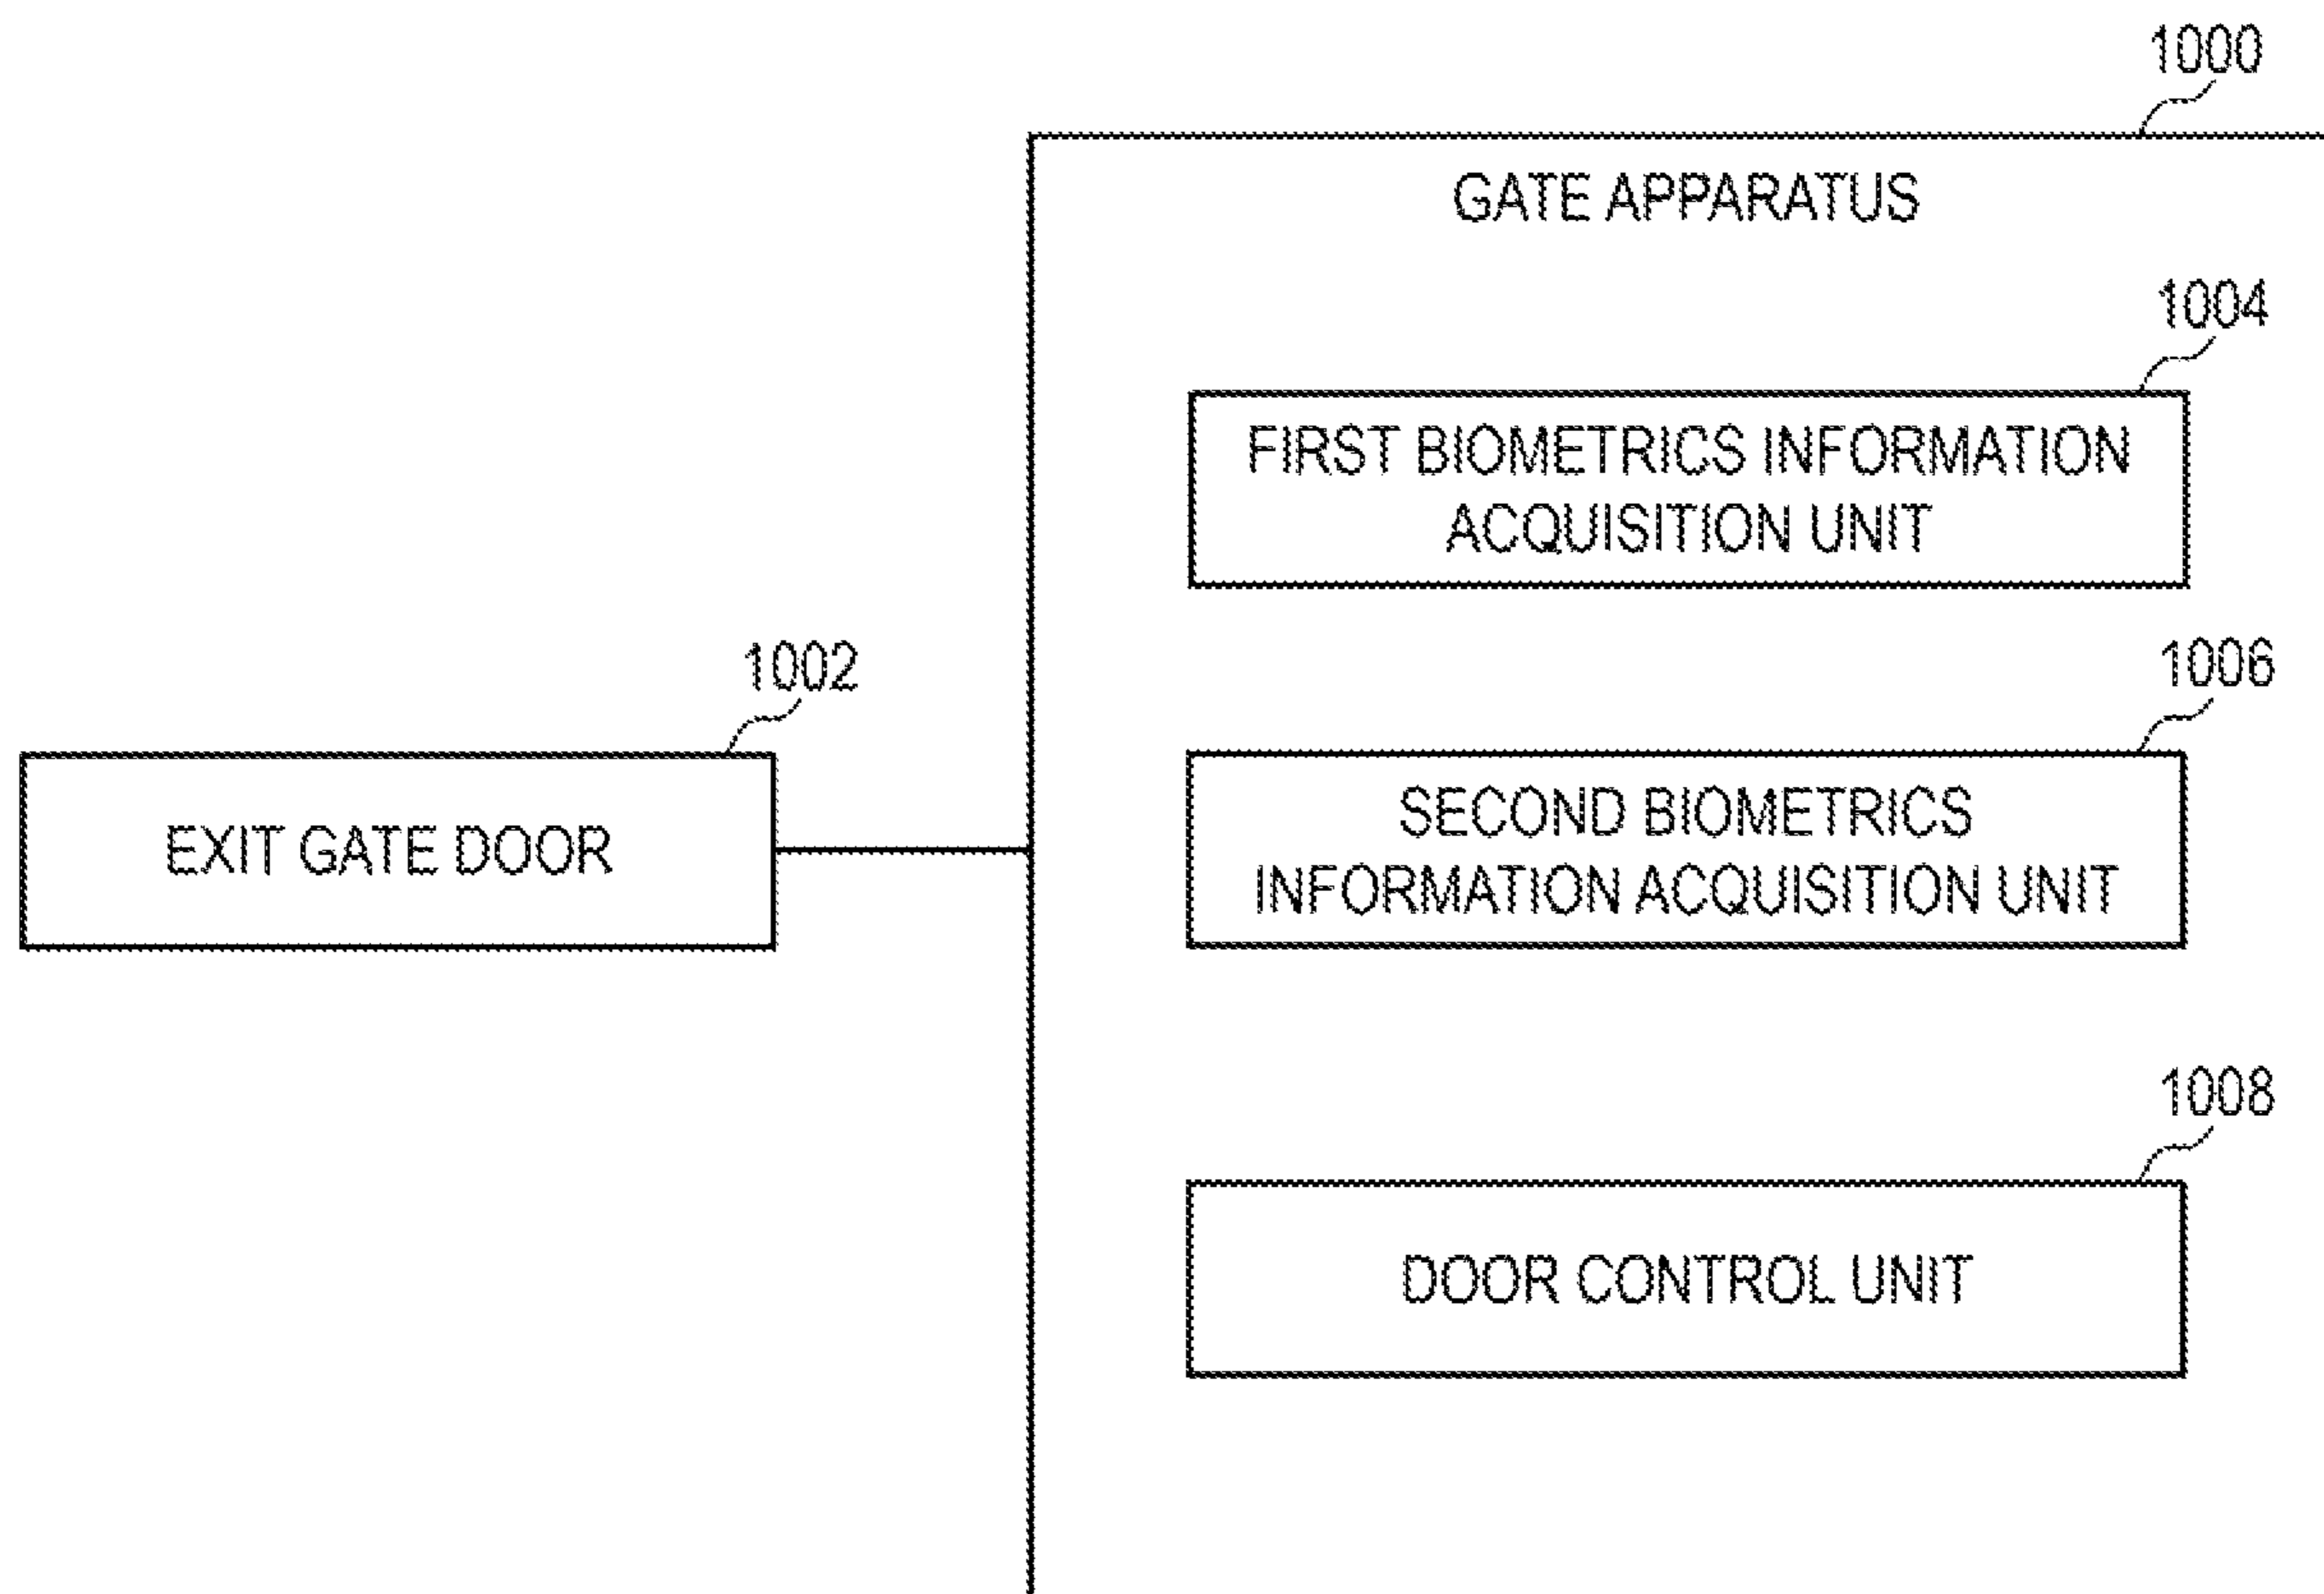 1000
GATE APPARATUS
1004
FIRST BIOMETRICS INFORMATION
ACQUISITION UNIT
1002
EXIT GATE DOOR
1006
SECOND BIOMETRICS
INFORMATION ACQUISITION UNIT
1008
DOOR CONTROL UNIT